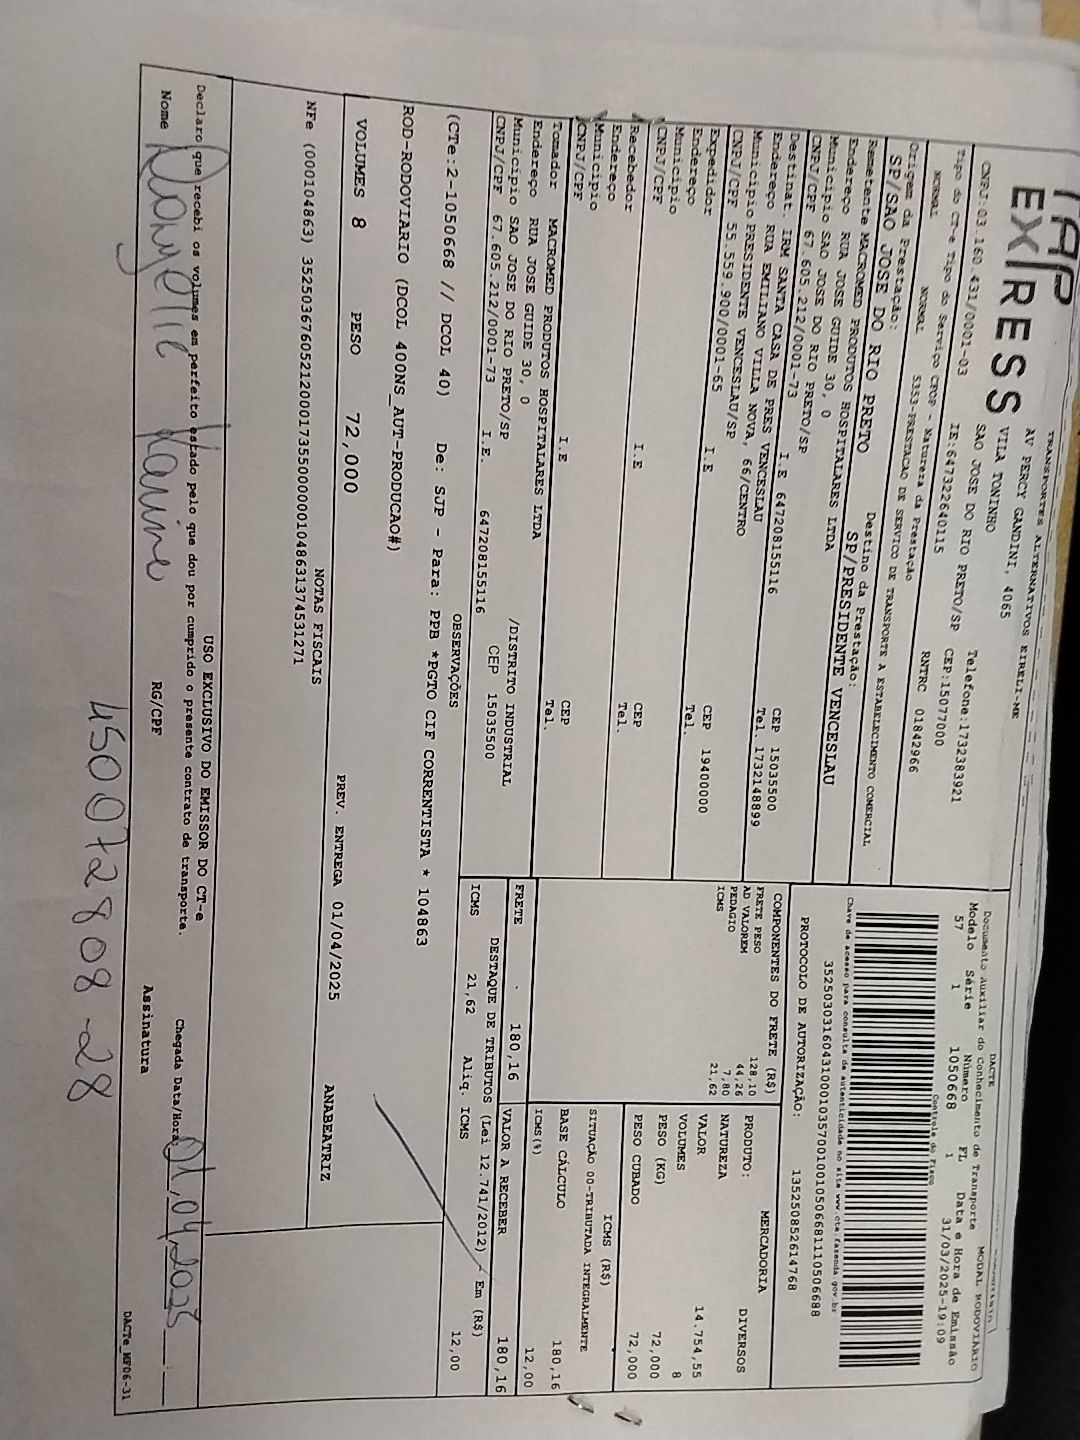 TAP
EXPRESS
TRANSPORTES ALTERNATIVOS EIRELI-ME
AV PERCY GANDINI, 4065
VILA TONINHO
SAO JOSE DO RIO PRETO/SP
CEP:15077000
Telefone:1732383921
CNPJ:03.160.431/0001-03
IE:647322640115
RNTRC 01842966
DACTE
Documento Auxiliar do Conhecimento de Transporte
MODAL RODOVIÁRIO
Modelo Série Número FL Data e Hora de Emissão
57 1 1050668 1 31/03/2025-19:09
Controle do Fisco
Tipo do CT-e Tipo do Serviço CFOP - Natureza da Prestação
NORMAL NORMAL 5353-PRESTACAO DE SERVICO DE TRANSPORTE A ESTABELECIMENTO COMERCIAL
Chave de acesso para consulta de autenticidade no site www.cte.fazenda.gov.br
35250303160431000103570010010506681110506688
PROTOCOLO DE AUTORIZAÇÃO: 135250852614768
Origem da Prestação: Destino da Prestação:
SP/SAO JOSE DO RIO PRETO SP/PRESIDENTE VENCESLAU
Remetente MACROMED PRODUTOS HOSPITALARES LTDA
Endereço RUA JOSE GUIDE 30, 0
Município SAO JOSE DO RIO PRETO/SP CEP 15035500
CNPJ/CPF 67.605.212/0001-73 I.E 647208155116 Tel. 1732148899
Destinat. IRM SANTA CASA DE PRES VENCESLAU
Endereço RUA EMILIANO VILLA NOVA, 66/CENTRO
Município PRESIDENTE VENCESLAU/SP CEP 19400000
CNPJ/CPF 55.559.900/0001-65 I.E Tel.
Expedidor
Endereço
Município CEP
CNPJ/CPF I.E Tel.
Recebedor
Endereço
Município CEP
CNPJ/CPF I.E Tel.
Tomador MACROMED PRODUTOS HOSPITALARES LTDA
Endereço RUA JOSE GUIDE 30, 0 /DISTRITO INDUSTRIAL
Município SAO JOSE DO RIO PRETO/SP CEP 15035500
CNPJ/CPF 67.605.212/0001-73 I.E. 647208155116
COMPONENTES DO FRETE (R$)
FRETE PESO 128,10
AD VALOREM 44,26
PEDAGIO 7,80
ICMS 21,62
MERCADORIA
PRODUTO: DIVERSOS
NATUREZA
VALOR 14.754,55
VOLUMES 8
PESO (KG) 72,000
PESO CUBADO 72,000
ICMS (R$)
SITUAÇÃO 00-TRIBUTADA INTEGRALMENTE
BASE CÁLCULO 180,16
ICMS(%) 12,00
FRETE 180,16 VALOR A RECEBER 180,16
DESTAQUE DE TRIBUTOS (Lei 12.741/2012) - Em (R$)
ICMS 21,62 Aliq. ICMS 12,00
OBSERVAÇÕES
(CTe:2-1050668 // DCOL 40) De: SJP - Para: PPB *PGTO CIF CORRENTISTA * 104863
ROD-RODOVIARIO (DCOL 400NS_AUT-PRODUCAO#)
VOLUMES 8 PESO 72,000 PREV. ENTREGA 01/04/2025 ANABEATRIZ
NOTAS FISCAIS
NFe (000104863) 35250367605212000173550000001048631374531271
USO EXCLUSIVO DO EMISSOR DO CT-e
Declaro que recebi os volumes em perfeito estado pelo que dou por cumprido o presente contrato de transporte.
Chegada Data/Hora 01,04,2025 :
Nome Karine RG/CPF Assinatura
450072808-28
DACTe_MF06-31